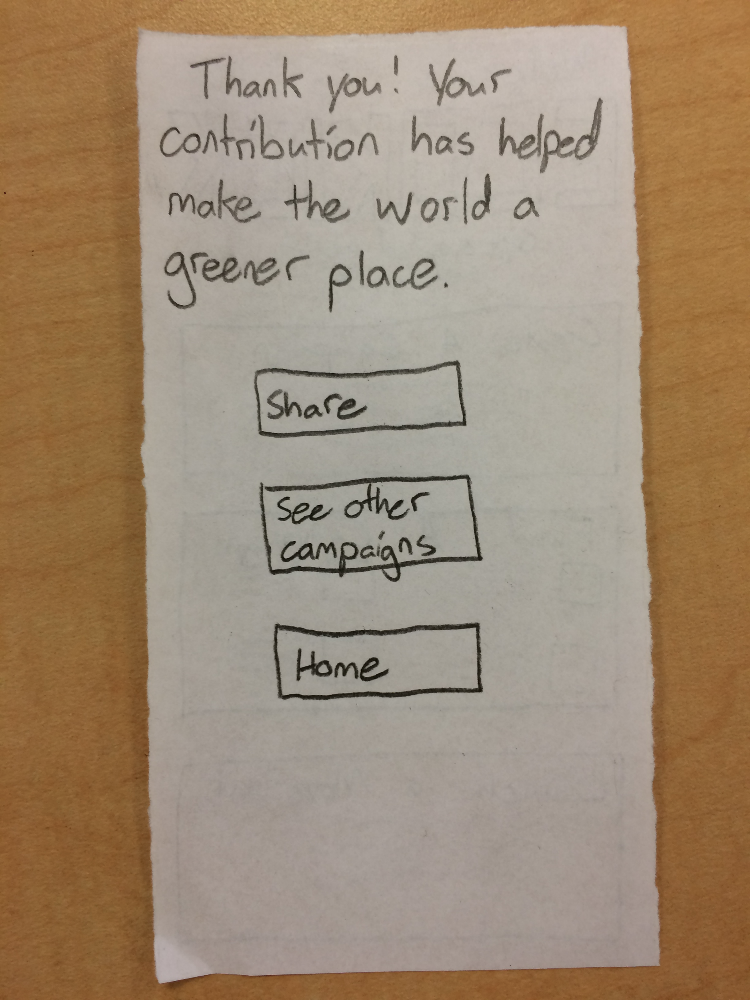 Thank you! Your
contribution has helped
make the world a
greener place.
Share
see other
campaigns
Home